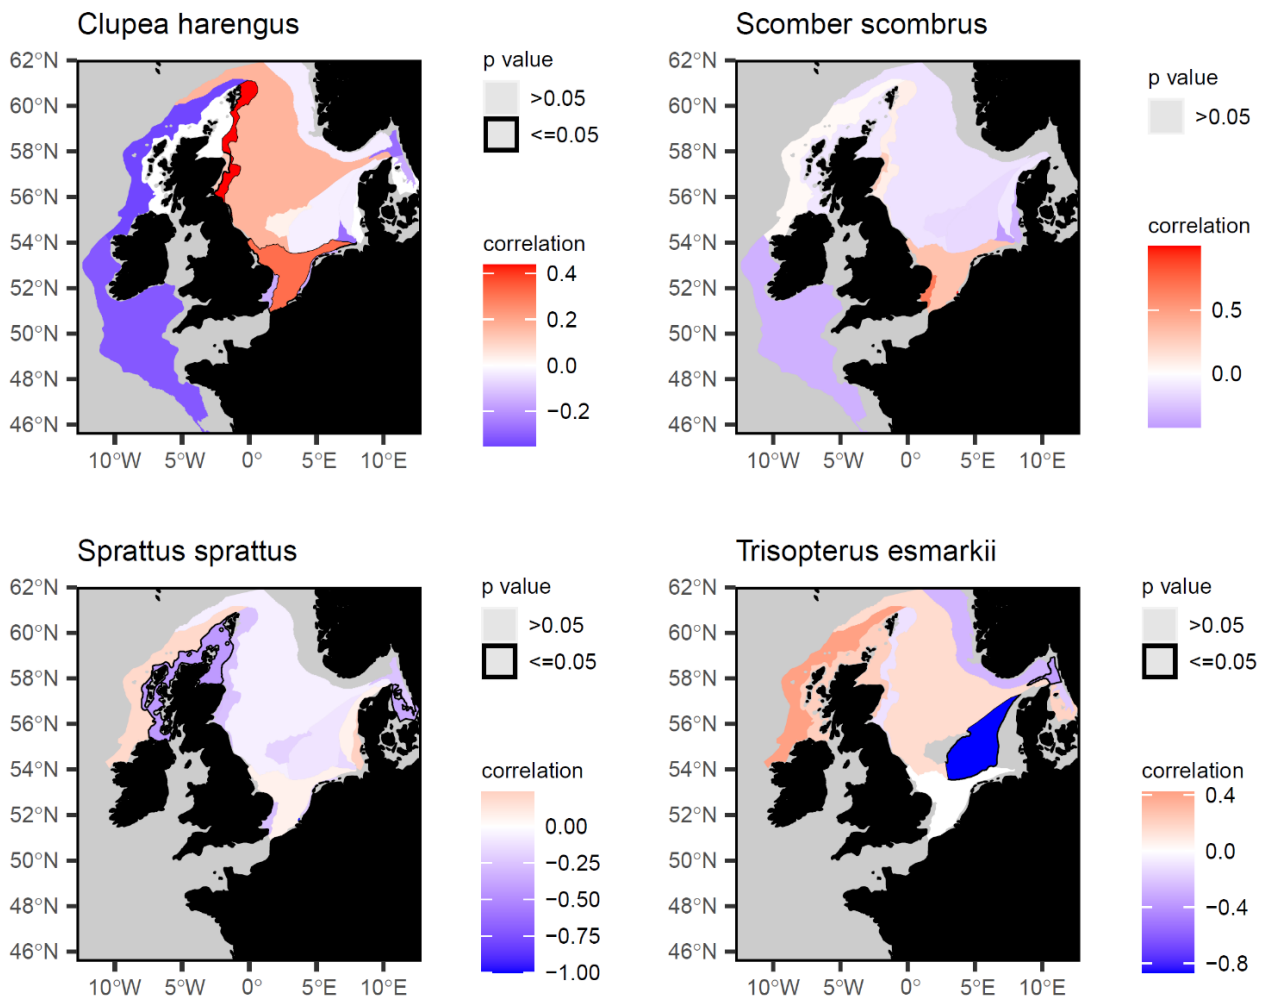 Clupea harengus
62°N
60°N
58°N
56°N
54°N
52°N
50°N
48°N
46°N
10°W 5°W 0° 5°E 10°E
p value
>0.05
<=0.05
correlation
0.4
0.2
0.0
−0.2
Scomber scombrus
62°N
60°N
58°N
56°N
54°N
52°N
50°N
48°N
46°N
10°W 5°W 0° 5°E 10°E
p value
>0.05
correlation
0.5
0.0
Sprattus sprattus
62°N
60°N
58°N
56°N
54°N
52°N
50°N
48°N
46°N
10°W 5°W 0° 5°E 10°E
p value
>0.05
<=0.05
correlation
0.00
−0.25
−0.50
−0.75
−1.00
Trisopterus esmarkii
62°N
60°N
58°N
56°N
54°N
52°N
50°N
48°N
46°N
10°W 5°W 0° 5°E 10°E
p value
>0.05
<=0.05
correlation
0.4
0.0
−0.4
−0.8